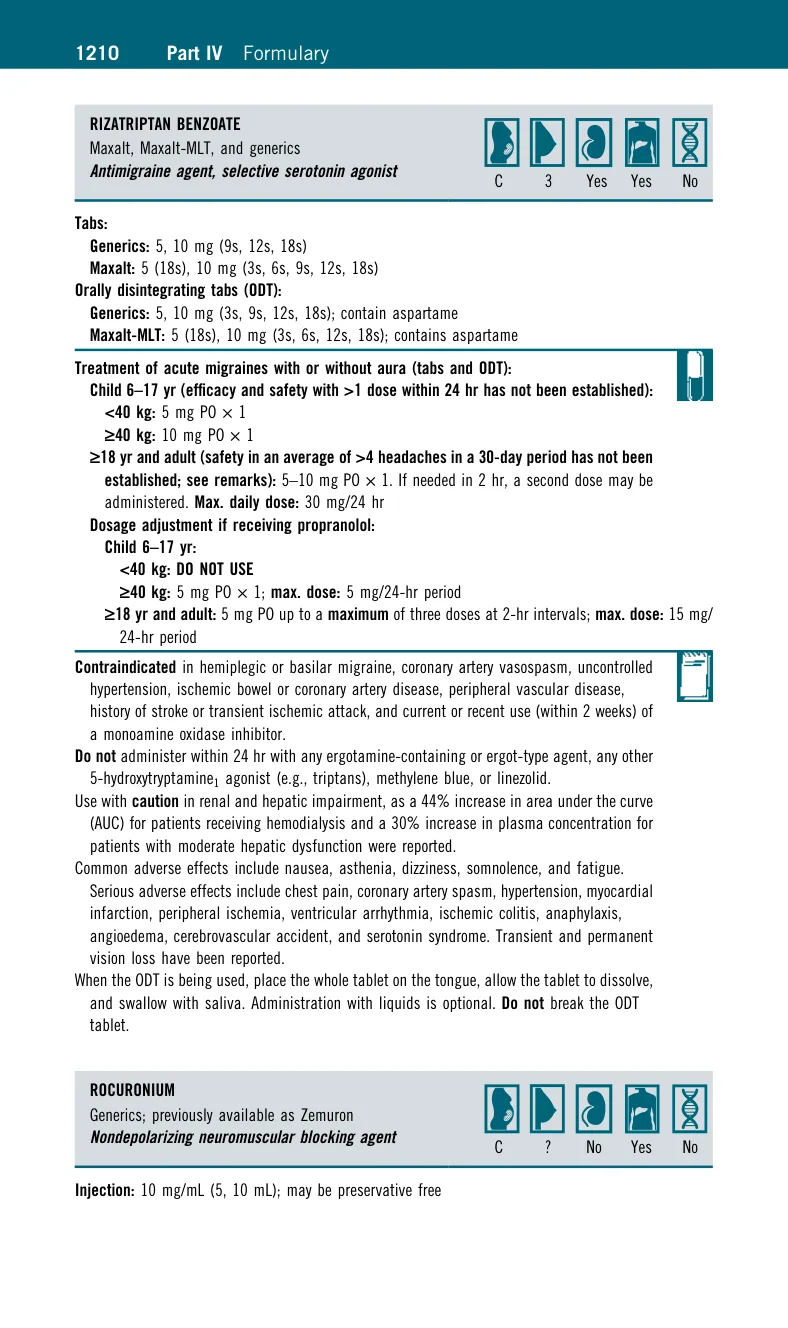 1210 Part IV Formulary
RIZATRIPTAN BENZOATE
Maxalt, Maxalt-MLT, and generics
Antimigraine agent, selective serotonin agonist
C 3 Yes Yes No
Tabs:
Generics: 5, 10 mg (9s, 12s, 18s)
Maxalt: 5 (18s), 10 mg (3s, 6s, 9s, 12s, 18s)
Orally disintegrating tabs (ODT):
Generics: 5, 10 mg (3s, 9s, 12s, 18s); contain aspartame
Maxalt-MLT: 5 (18s), 10 mg (3s, 6s, 12s, 18s); contains aspartame
Treatment of acute migraines with or without aura (tabs and ODT):
Child 6–17 yr (efficacy and safety with >1 dose within 24 hr has not been established):
<40 kg: 5 mg PO × 1
≥40 kg: 10 mg PO × 1
≥18 yr and adult (safety in an average of >4 headaches in a 30-day period has not been
established; see remarks): 5–10 mg PO × 1. If needed in 2 hr, a second dose may be
administered. Max. daily dose: 30 mg/24 hr
Dosage adjustment if receiving propranolol:
Child 6–17 yr:
<40 kg: DO NOT USE
≥40 kg: 5 mg PO × 1; max. dose: 5 mg/24-hr period
≥18 yr and adult: 5 mg PO up to a maximum of three doses at 2-hr intervals; max. dose: 15 mg/
24-hr period
Contraindicated in hemiplegic or basilar migraine, coronary artery vasospasm, uncontrolled
hypertension, ischemic bowel or coronary artery disease, peripheral vascular disease,
history of stroke or transient ischemic attack, and current or recent use (within 2 weeks) of
a monoamine oxidase inhibitor.
Do not administer within 24 hr with any ergotamine-containing or ergot-type agent, any other
5-hydroxytryptamine₁ agonist (e.g., triptans), methylene blue, or linezolid.
Use with caution in renal and hepatic impairment, as a 44% increase in area under the curve
(AUC) for patients receiving hemodialysis and a 30% increase in plasma concentration for
patients with moderate hepatic dysfunction were reported.
Common adverse effects include nausea, asthenia, dizziness, somnolence, and fatigue.
Serious adverse effects include chest pain, coronary artery spasm, hypertension, myocardial
infarction, peripheral ischemia, ventricular arrhythmia, ischemic colitis, anaphylaxis,
angioedema, cerebrovascular accident, and serotonin syndrome. Transient and permanent
vision loss have been reported.
When the ODT is being used, place the whole tablet on the tongue, allow the tablet to dissolve,
and swallow with saliva. Administration with liquids is optional. Do not break the ODT
tablet.
ROCURONIUM
Generics; previously available as Zemuron
Nondepolarizing neuromuscular blocking agent
C ? No Yes No
Injection: 10 mg/mL (5, 10 mL); may be preservative free